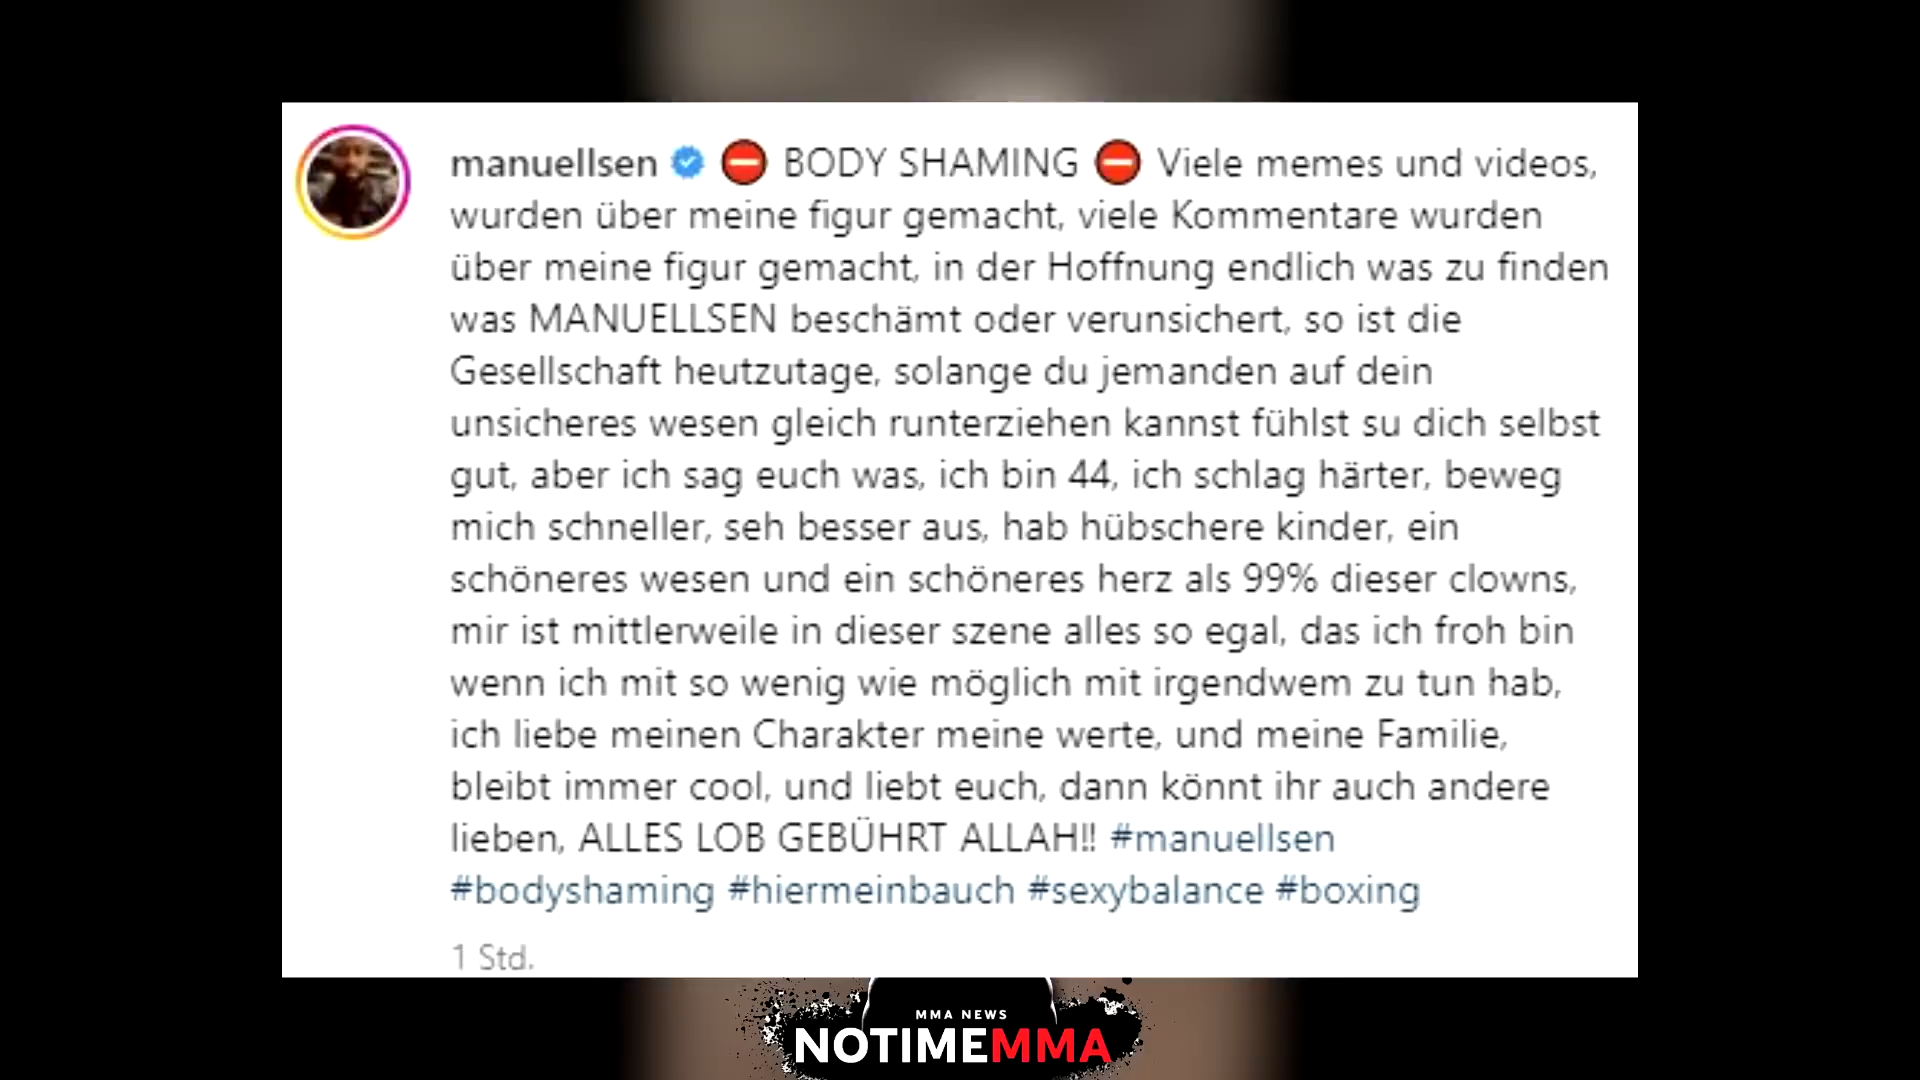 manuellsen ⛔ BODY SHAMING ⛔ Viele memes und videos,
wurden über meine figur gemacht, viele Kommentare wurden
über meine figur gemacht, in der Hoffnung endlich was zu finden
was MANUELLSEN beschämt oder verunsichert, so ist die
Gesellschaft heutzutage, solange du jemanden auf dein
unsicheres wesen gleich runterziehen kannst fühlst su dich selbst
gut, aber ich sag euch was, ich bin 44, ich schlag härter, beweg
mich schneller, seh besser aus, hab hübschere kinder, ein
schöneres wesen und ein schöneres herz als 99% dieser clowns,
mir ist mittlerweile in dieser szene alles so egal, das ich froh bin
wenn ich mit so wenig wie möglich mit irgendwem zu tun hab,
ich liebe meinen Charakter meine werte, und meine Familie,
bleibt immer cool, und liebt euch, dann könnt ihr auch andere
lieben, ALLES LOB GEBÜHRT ALLAH!! #manuellsen
#bodyshaming #hiermeinbauch #sexybalance #boxing
1 Std.
MMA NEWS
NOTIMEMMA